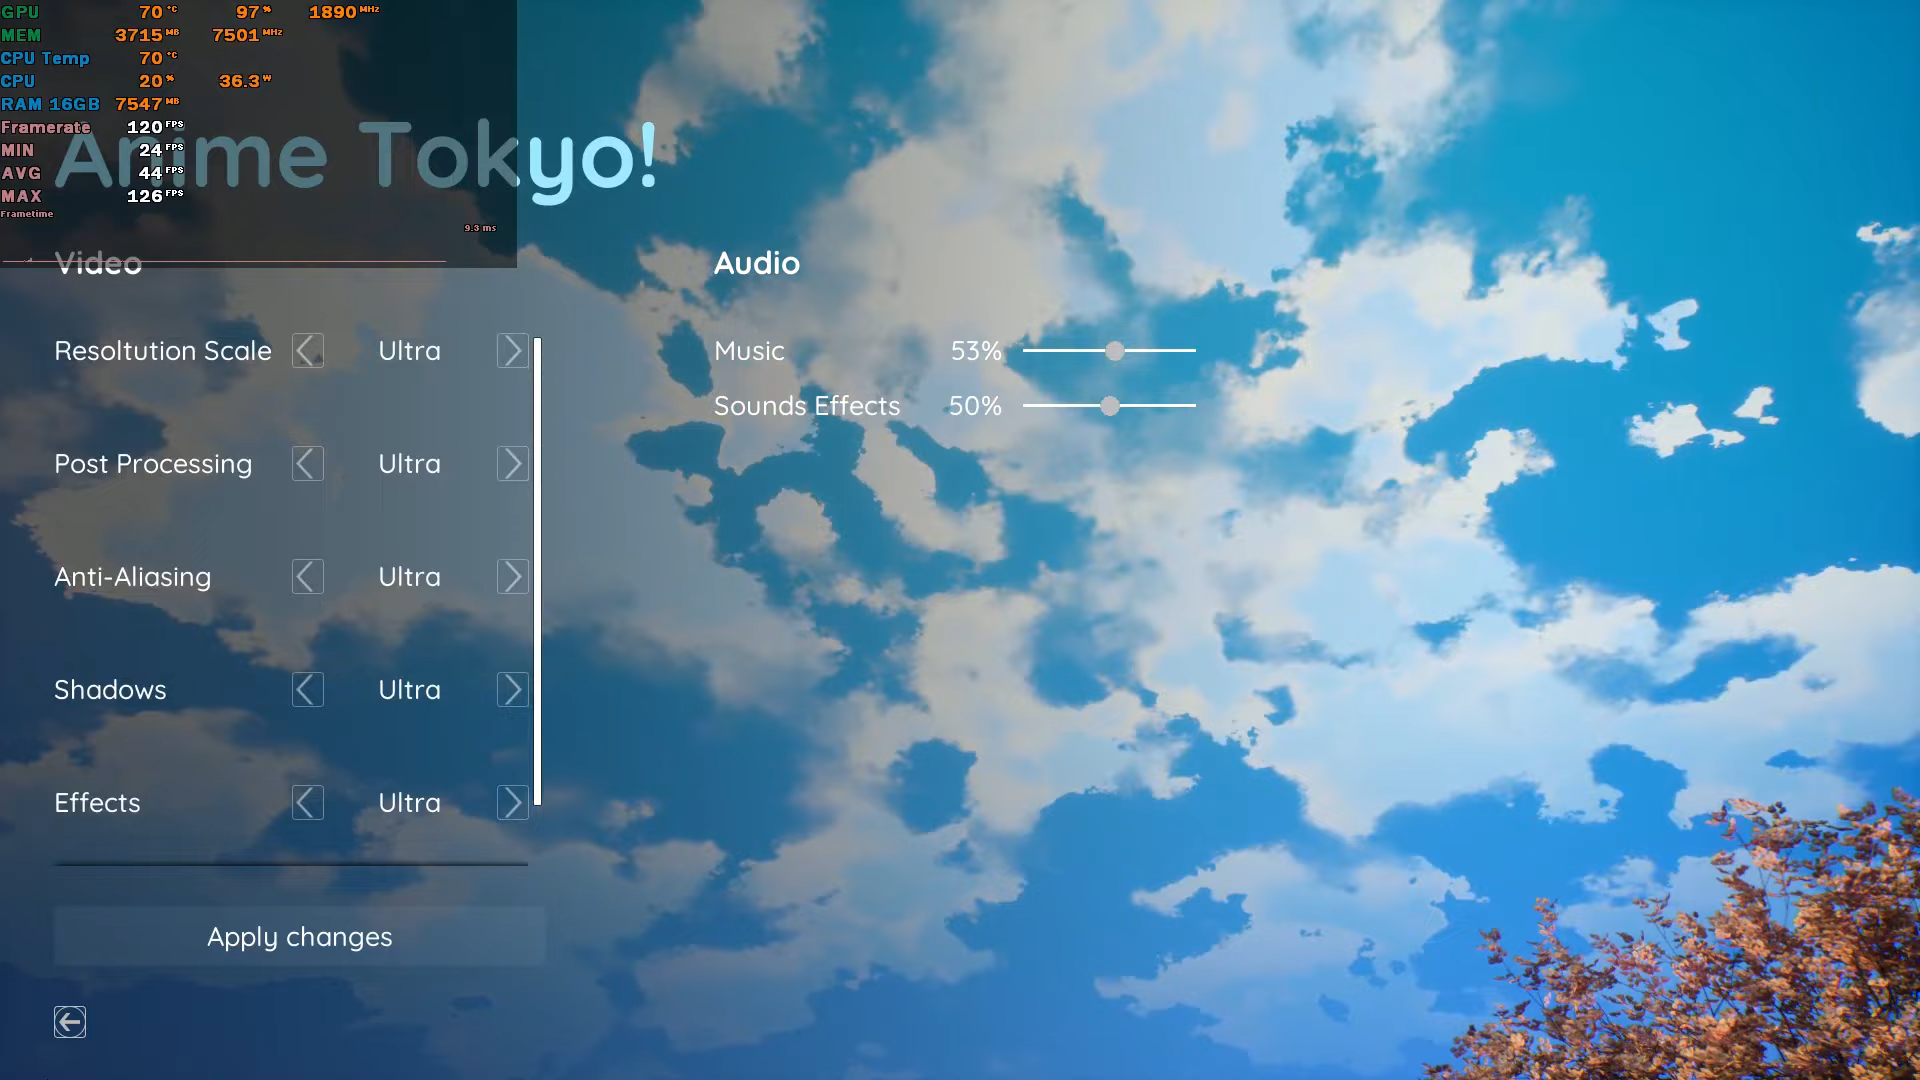 GPU 70 °C 97 % 1890 MHz
MEM 3715 MB 7501 MHz
CPU Temp 70 °C
CPU 20 % 36.3 W
RAM 16GB 7547 MB
Framerate 120 FPS
MIN 24 FPS
AVG 44 FPS
MAX 126 FPS
Frametime
9.3 ms
Anime Tokyo!
Video
Audio
Resoltution Scale Ultra
Music 53%
Sounds Effects 50%
Post Processing Ultra
Anti-Aliasing Ultra
Shadows Ultra
Effects Ultra
Apply changes